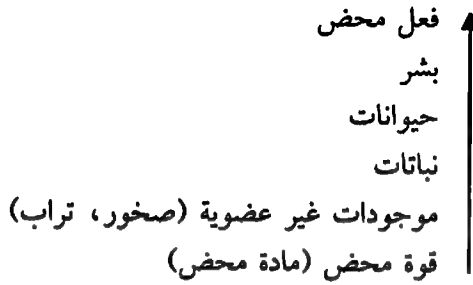 فعل محض
بشر
حيوانات
نباتات
موجودات غير عضوية (صخور، تراب)
قوة محض (مادة محض)